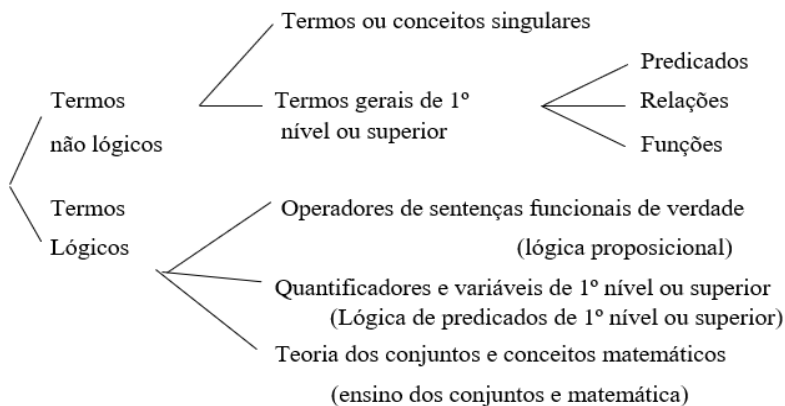 Termos ou conceitos singulares
Predicados
Termos
não lógicos
Termos gerais de 1º
nível ou superior
Relações
Funções
Termos
Lógicos
Operadores de sentenças funcionais de verdade
(lógica proposicional)
Quantificadores e variáveis de 1º nível ou superior
(Lógica de predicados de 1º nível ou superior)
Teoria dos conjuntos e conceitos matemáticos
(ensino dos conjuntos e matemática)